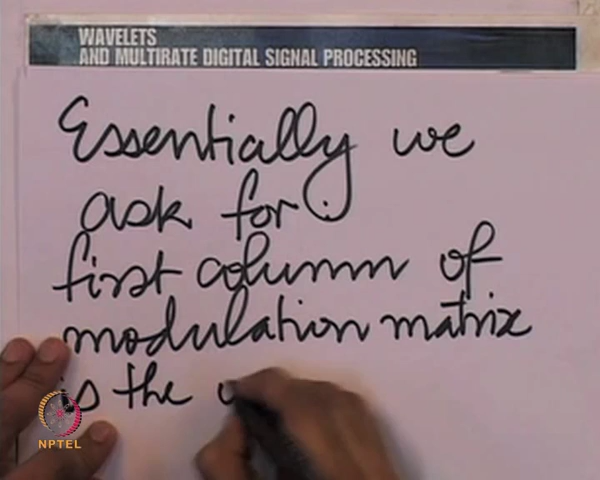 WAVELETS
AND MULTIRATE DIGITAL SIGNAL PROCESSING
Essentially we
ask for.
first column of
modulation matrix
is the
NPTEL